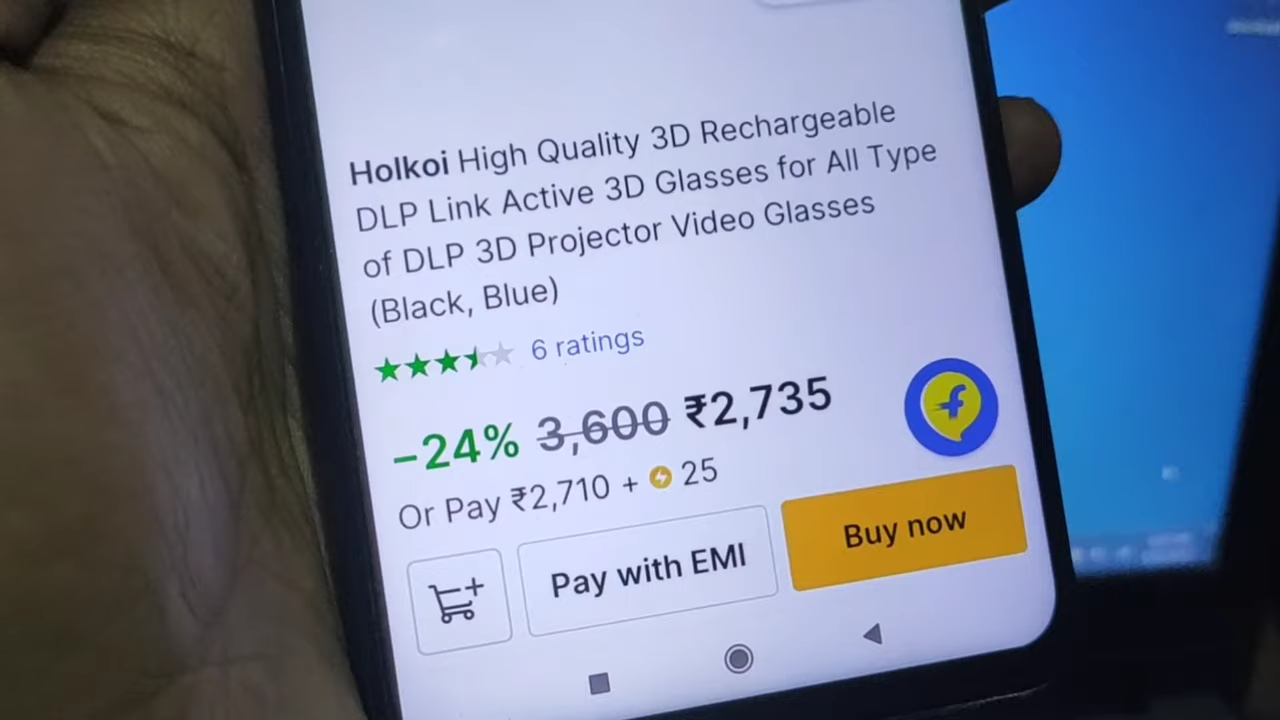 Holkoi High Quality 3D Rechargeable
DLP Link Active 3D Glasses for All Type
of DLP 3D Projector Video Glasses
(Black, Blue)
6 ratings
-24% 3,600 ₹2,735
f
Or Pay ₹2,710 + 25
Pay with EMI
Buy now